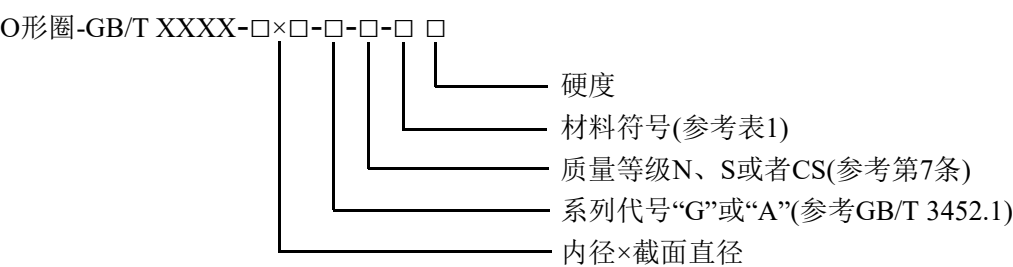 O形圈-GB/T XXXX-□×□-□-□-□ □
硬度
材料符号(参考表1)
质量等级N、S或者CS(参考第7条)
系列代号“G”或“A”(参考GB/T 3452.1)
内径×截面直径